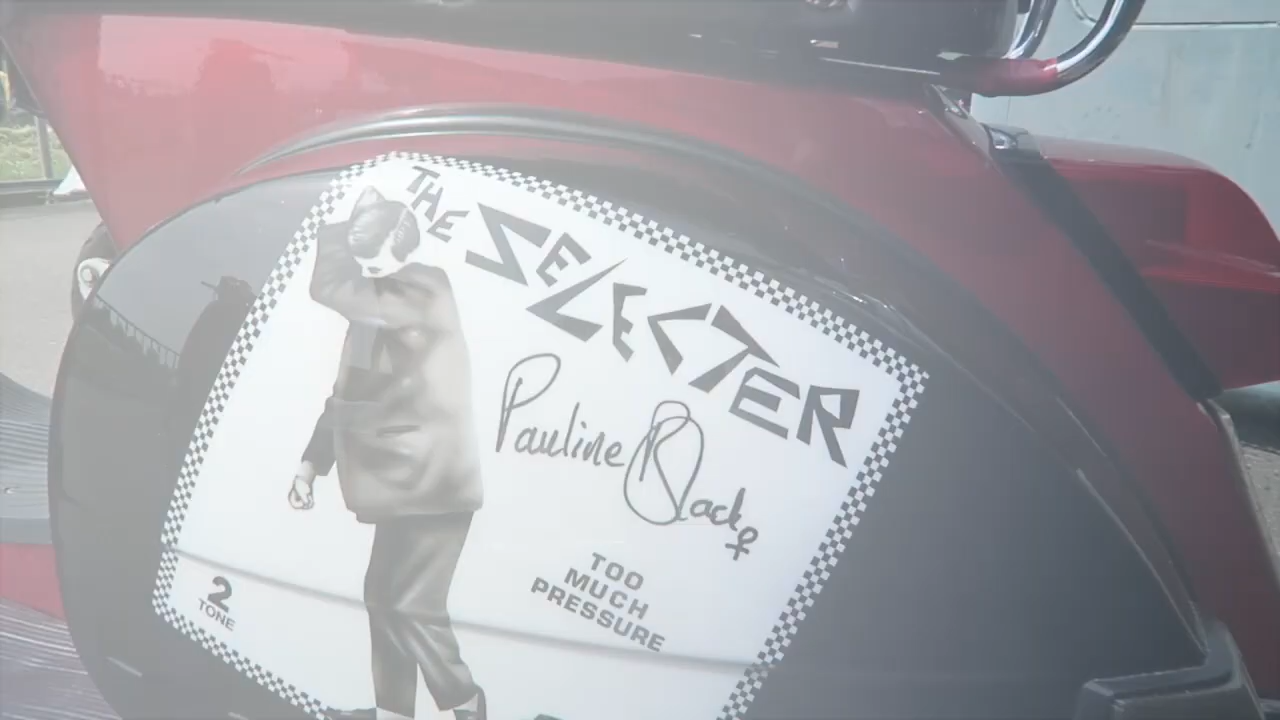 THE SELECTER
Pauline Black
TOO
MUCH
PRESSURE
2
TONE